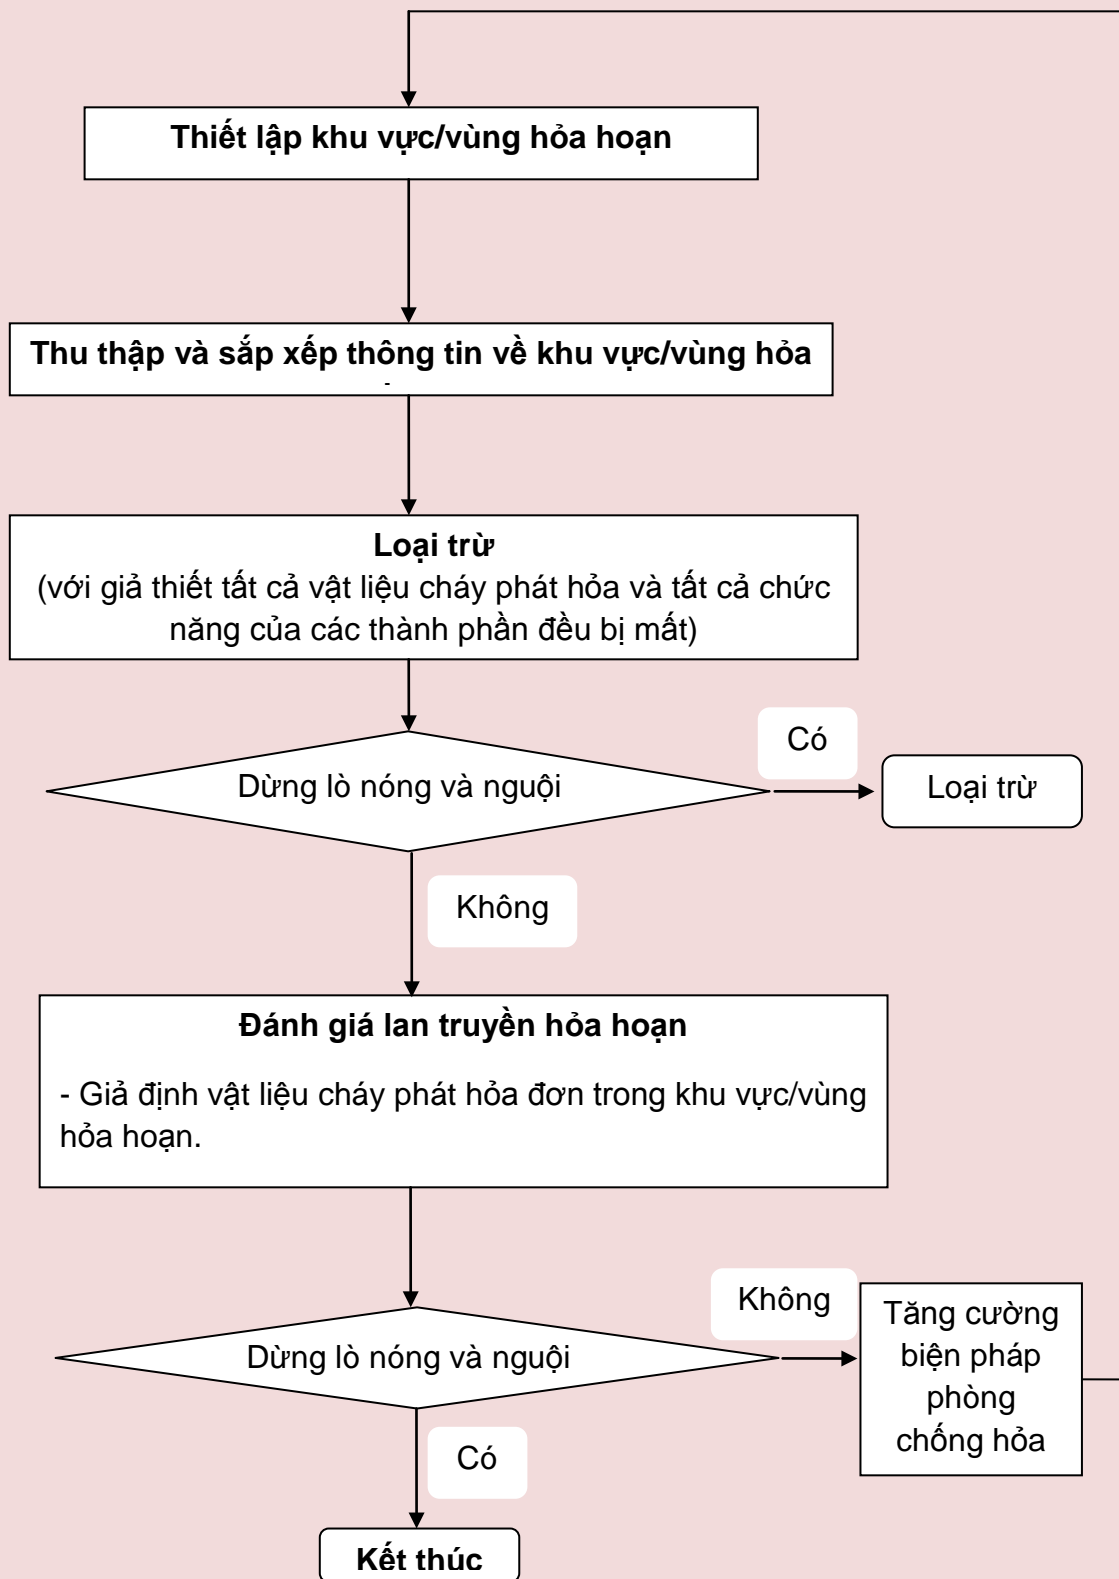 Thiết lập khu vực/vùng hỏa hoạn
Thu thập và sắp xếp thông tin về khu vực/vùng hỏa
Loại trừ
(với giả thiết tất cả vật liệu cháy phát hỏa và tất cả chức
năng của các thành phần đều bị mất)
Dừng lò nóng và nguội
Có
Loại trừ
Không
Đánh giá lan truyền hỏa hoạn
- Giả định vật liệu cháy phát hỏa đơn trong khu vực/vùng
hỏa hoạn.
Dừng lò nóng và nguội
Không
Tăng cường
biện pháp
phòng
chống hỏa
Có
Kết thúc